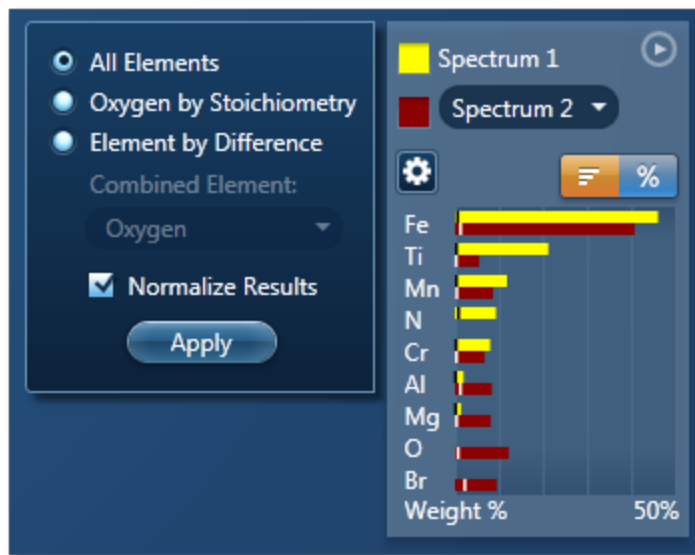 All Elements
Oxygen by Stoichiometry
Element by Difference
Combined Element:
Oxygen
Normalize Results
Apply
Spectrum 1
Spectrum 2
%
Fe
Ti
Mn
N
Cr
Al
Mg
O
Br
Weight % 50%